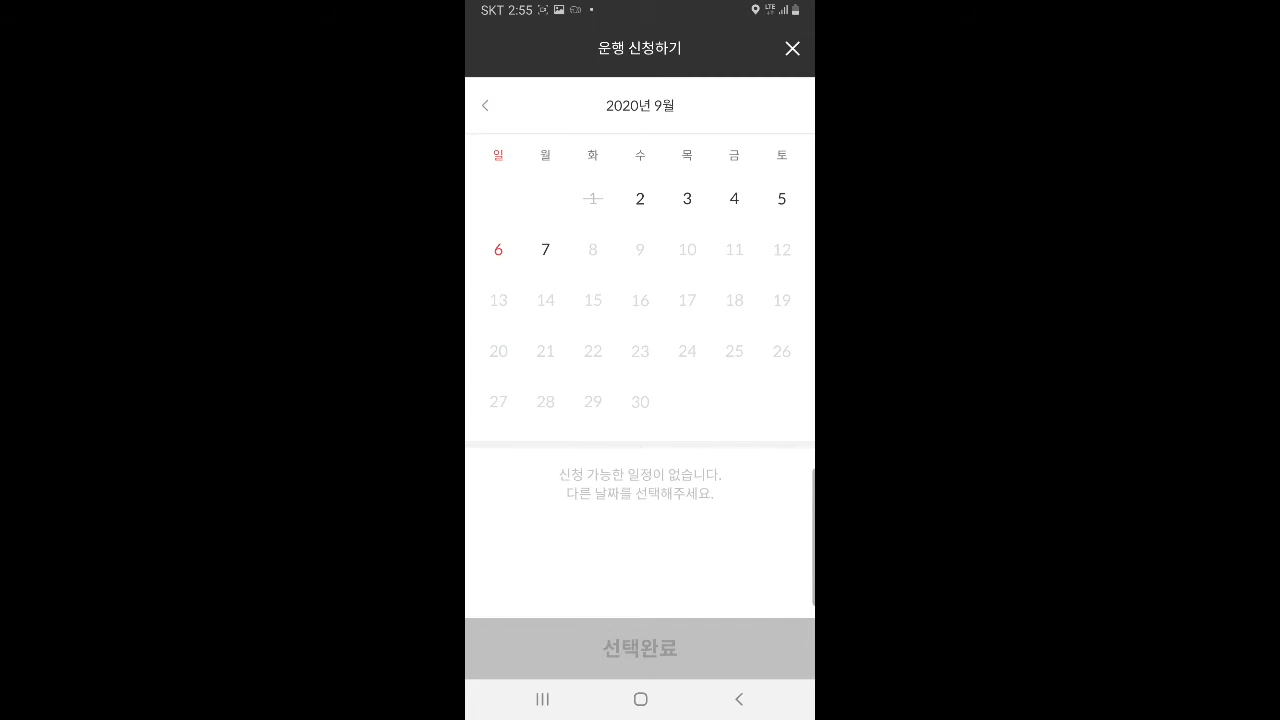 SKT 2:55 LTE
운행 신청하기
2020년 9월
일 월 화 수 목 금 토
1 2 3 4 5
6 7 8 9 10 11 12
13 14 15 16 17 18 19
20 21 22 23 24 25 26
27 28 29 30
신청 가능한 일정이 없습니다.
다른 날짜를 선택해주세요.
선택완료